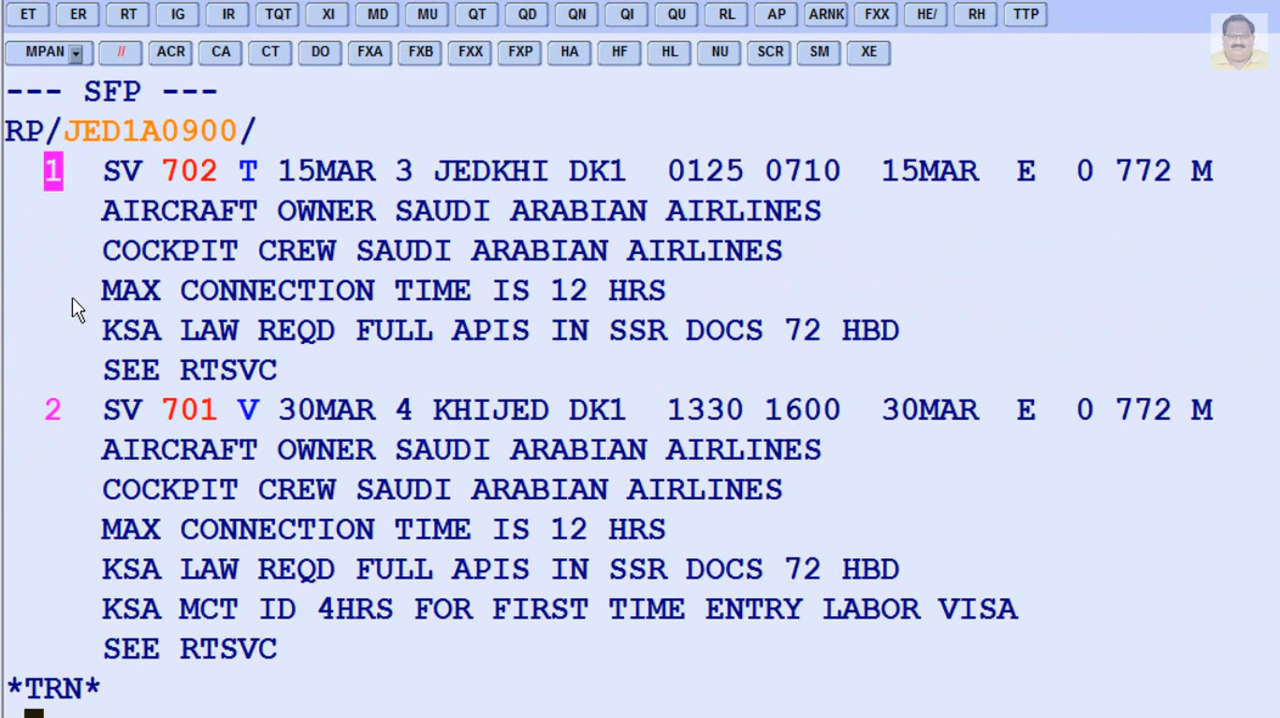 ET ER RT IG IR TQT XI MD MU QT QD QN QI QU RL AP ARNK FXX HE/ RH TTP
MPAN // ACR CA CT DO FXA FXB FXX FXP HA HF HL NU SCR SM XE
--- SFP ---
RP/JED1A0900/
1 SV 702 T 15MAR 3 JEDKHI DK1 0125 0710 15MAR E 0 772 M
AIRCRAFT OWNER SAUDI ARABIAN AIRLINES
COCKPIT CREW SAUDI ARABIAN AIRLINES
MAX CONNECTION TIME IS 12 HRS
KSA LAW REQD FULL APIS IN SSR DOCS 72 HBD
SEE RTSVC
2 SV 701 V 30MAR 4 KHIJED DK1 1330 1600 30MAR E 0 772 M
AIRCRAFT OWNER SAUDI ARABIAN AIRLINES
COCKPIT CREW SAUDI ARABIAN AIRLINES
MAX CONNECTION TIME IS 12 HRS
KSA LAW REQD FULL APIS IN SSR DOCS 72 HBD
KSA MCT ID 4HRS FOR FIRST TIME ENTRY LABOR VISA
SEE RTSVC
*TRN*